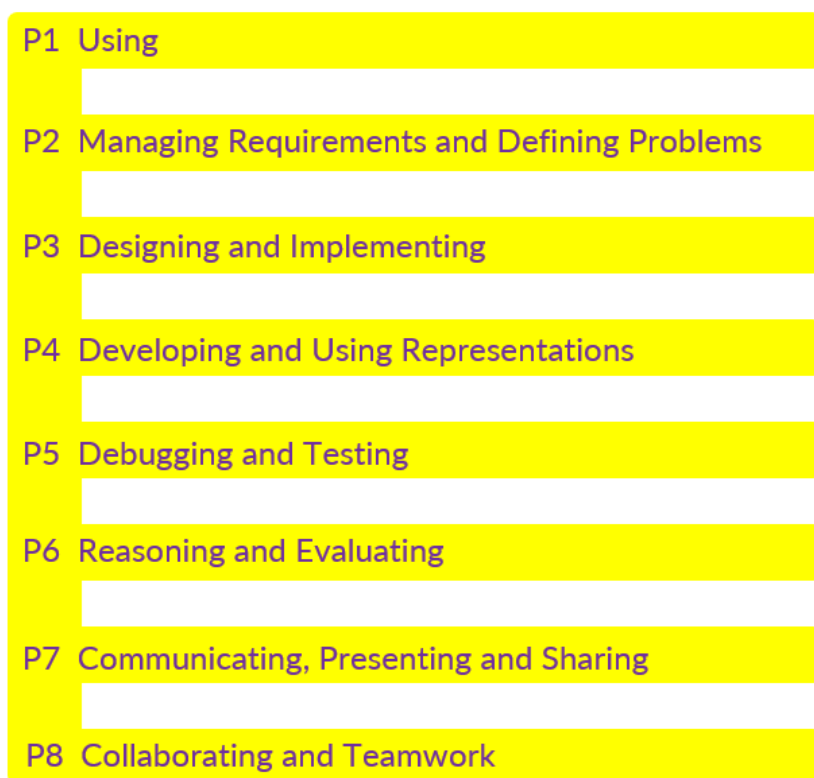 P1 Using
P2 Managing Requirements and Defining Problems
P3 Designing and Implementing
P4 Developing and Using Representations
P5 Debugging and Testing
P6 Reasoning and Evaluating
P7 Communicating, Presenting and Sharing
P8 Collaborating and Teamwork